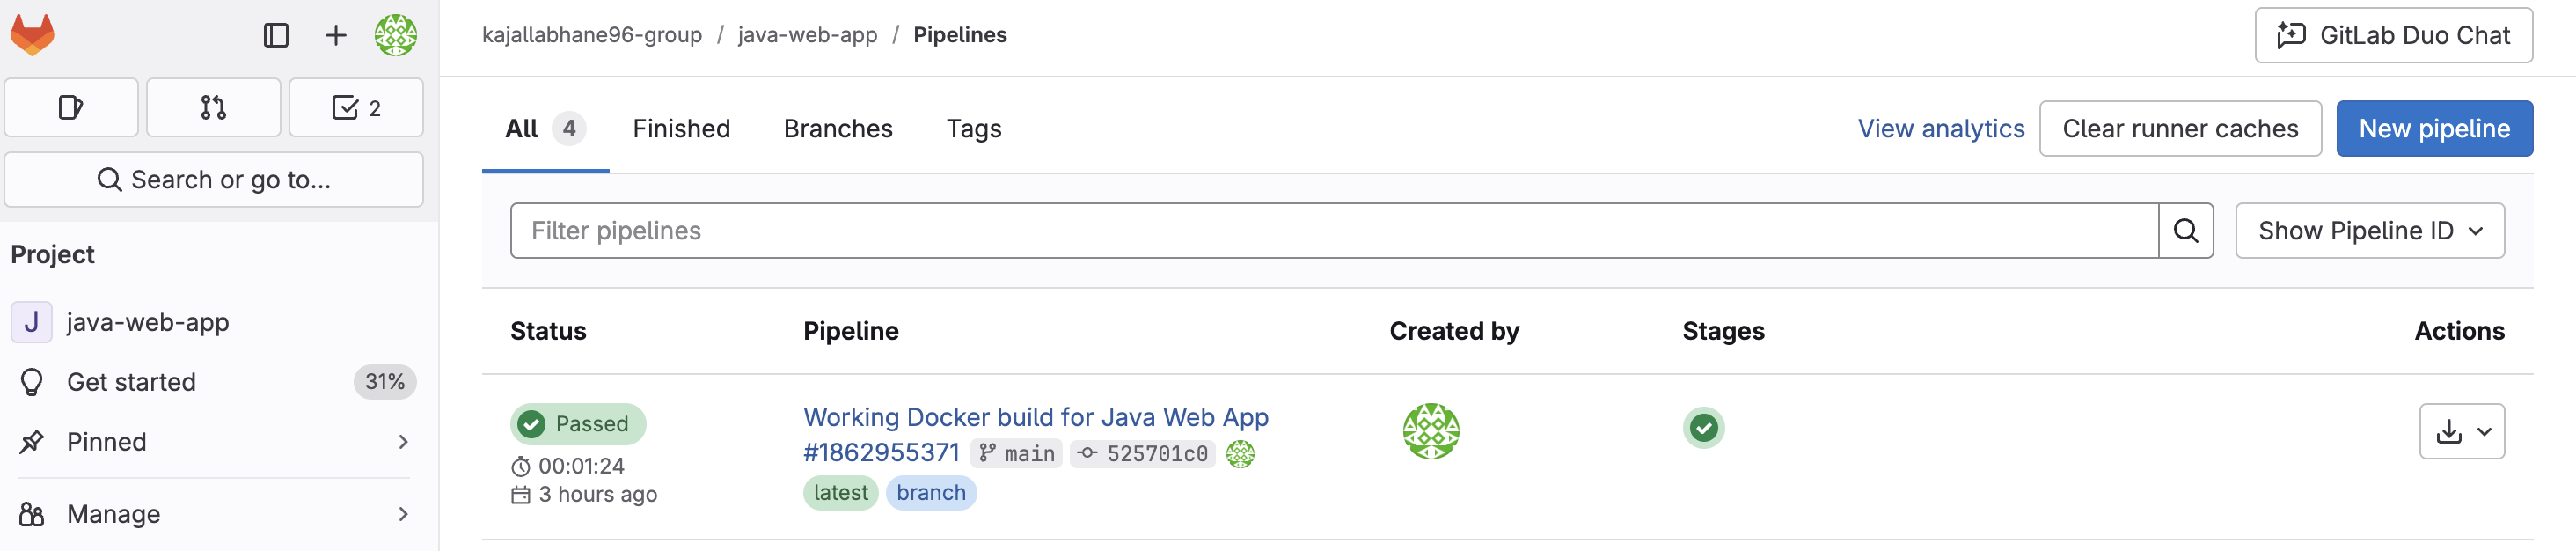 kajallabhane96-group / java-web-app / Pipelines
GitLab Duo Chat
2
Search or go to...
Project
J java-web-app
Get started 31%
Pinned
Manage
All 4 Finished Branches Tags
View analytics Clear runner caches New pipeline
Filter pipelines
Show Pipeline ID
Status Pipeline Created by Stages Actions
Passed
00:01:24
3 hours ago
Working Docker build for Java Web App
#1862955371 main 525701c0
latest branch